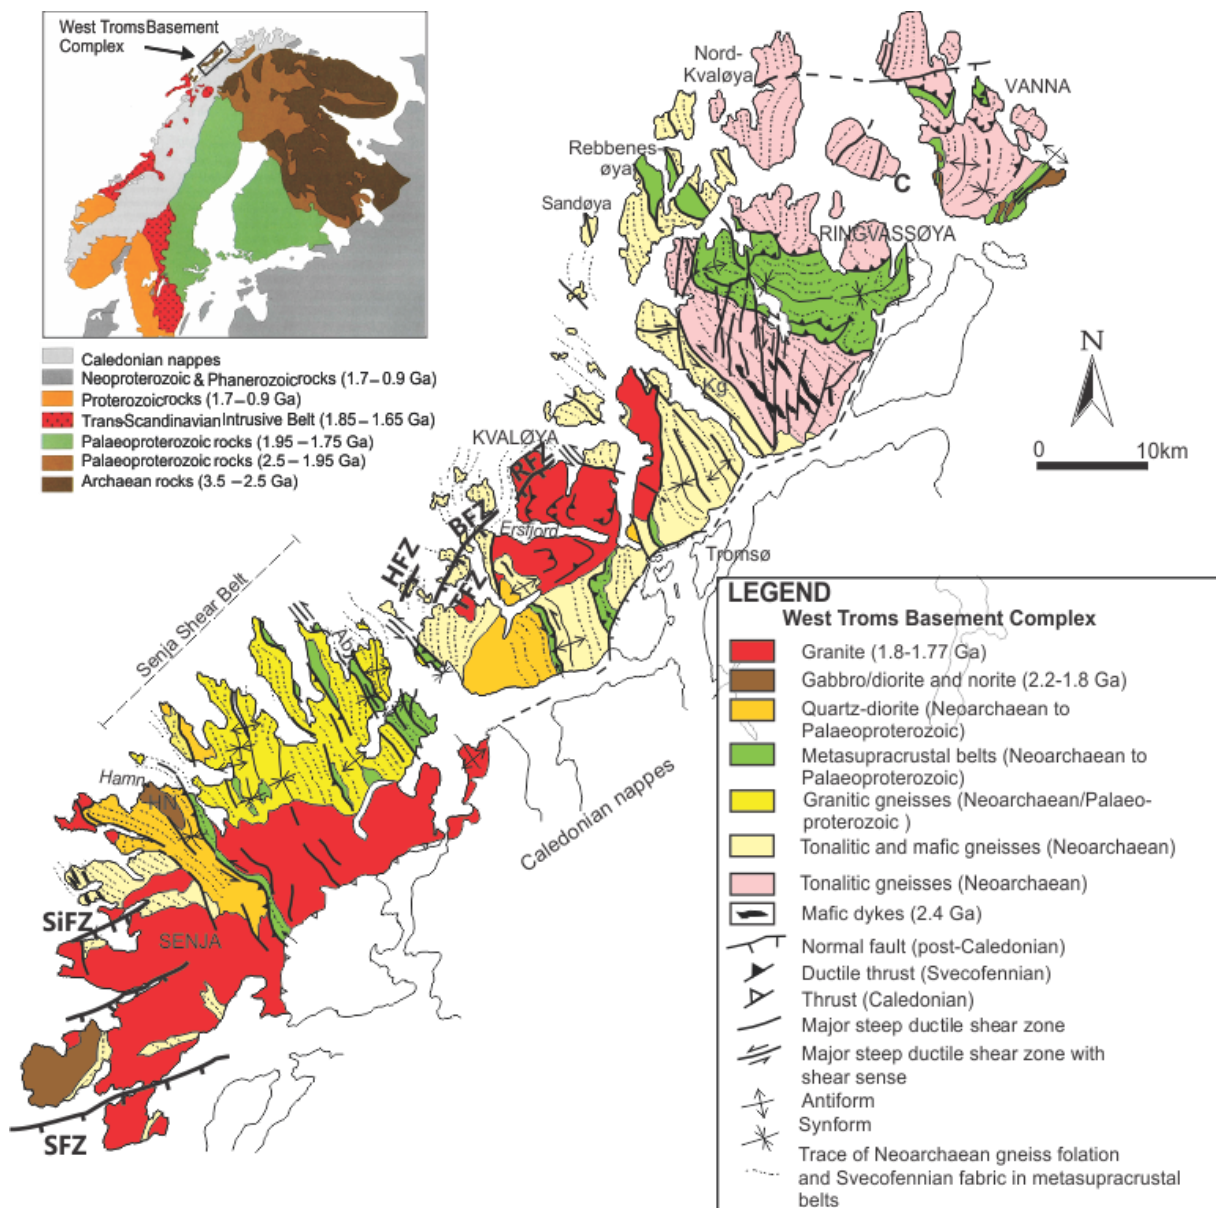 West TromsBasement
Complex
Caledonian nappes
Neoproterozoic & Phanerozoicrocks (1.7–0.9 Ga)
Proterozoicrocks (1.7–0.9 Ga)
Trans-Scandinavian Intrusive Belt (1.85–1.65 Ga)
Palaeoproterozoic rocks (1.95–1.75 Ga)
Palaeoproterozoic rocks (2.5–1.95 Ga)
Archaean rocks (3.5–2.5 Ga)
Nord-
Kvaløya
VANNA
Rebbenes-
øya
C
Sandøya
RINGVASSØYA
N
Kg
0 10km
KVALØYA
RFZ
BFZ
Ersfjord
HFZ
TFZ
Tromsø
Senja Shear Belt
Hamn
HN
Caledonian nappes
SiFZ
SENJA
SFZ
LEGEND
West Troms Basement Complex
Granite (1.8-1.77 Ga)
Gabbro/diorite and norite (2.2-1.8 Ga)
Quartz-diorite (Neoarchaean to
Palaeoproterozoic)
Metasupracrustal belts (Neoarchaean to
Palaeoproterozoic)
Granitic gneisses (Neoarchaean/Palaeo-
proterozoic )
Tonalitic and mafic gneisses (Neoarchaean)
Tonalitic gneisses (Neoarchaean)
Mafic dykes (2.4 Ga)
Normal fault (post-Caledonian)
Ductile thrust (Svecofennian)
Thrust (Caledonian)
Major steep ductile shear zone
Major steep ductile shear zone with
shear sense
Antiform
Synform
Trace of Neoarchaean gneiss folation
and Svecofennian fabric in metasupracrustal
belts